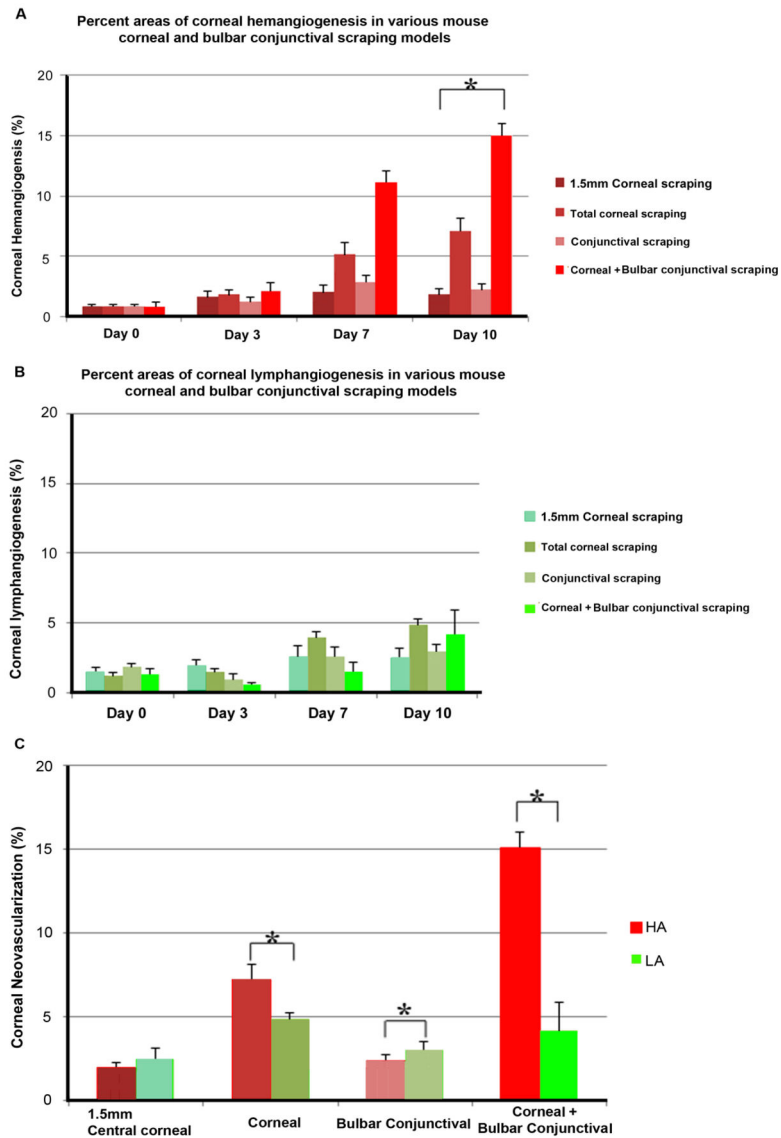 A
Percent areas of corneal hemangiogenesis in various mouse
corneal and bulbar conjunctival scraping models
Corneal Hemangiogensis (%)
20
15
10
5
0
Day 0
Day 3
Day 7
Day 10
*
1.5mm Corneal scraping
Total corneal scraping
Conjunctival scraping
Corneal + Bulbar conjunctival scraping
B
Percent areas of corneal lymphangiogenesis in various mouse
corneal and bulbar conjunctival scraping models
Corneal lymphangiogenesis (%)
20
15
10
5
0
Day 0
Day 3
Day 7
Day 10
1.5mm Corneal scraping
Total corneal scraping
Conjunctival scraping
Corneal + Bulbar conjunctival scraping
C
Corneal Neovascularization (%)
20
15
10
5
0
*
*
*
1.5mm
Central corneal
Corneal
Bulbar Conjunctival
Corneal +
Bulbar Conjunctival
HA
LA